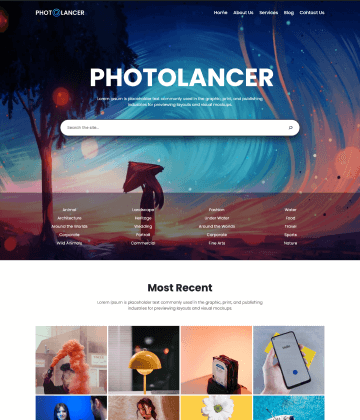 PHOTOLANCER
Home About Us Services Blog Contact Us
PHOTOLANCER
Lorem Ipsum is placeholder text commonly used in the graphic, print, and publishing
industries for previewing layouts and visual mockups.
Search the site...
Animal Landscape Fashion Water
Architecture Heritage Under Water Food
Around the Worlds Wedding Around the Worlds Travel
Corporate Portrait Corporate Sports
Wild Animals Commercial Fine Arts Nature
Most Recent
Lorem Ipsum is placeholder text commonly used in the graphic, print, and publishing
industries for previewing layouts and visual mockups.